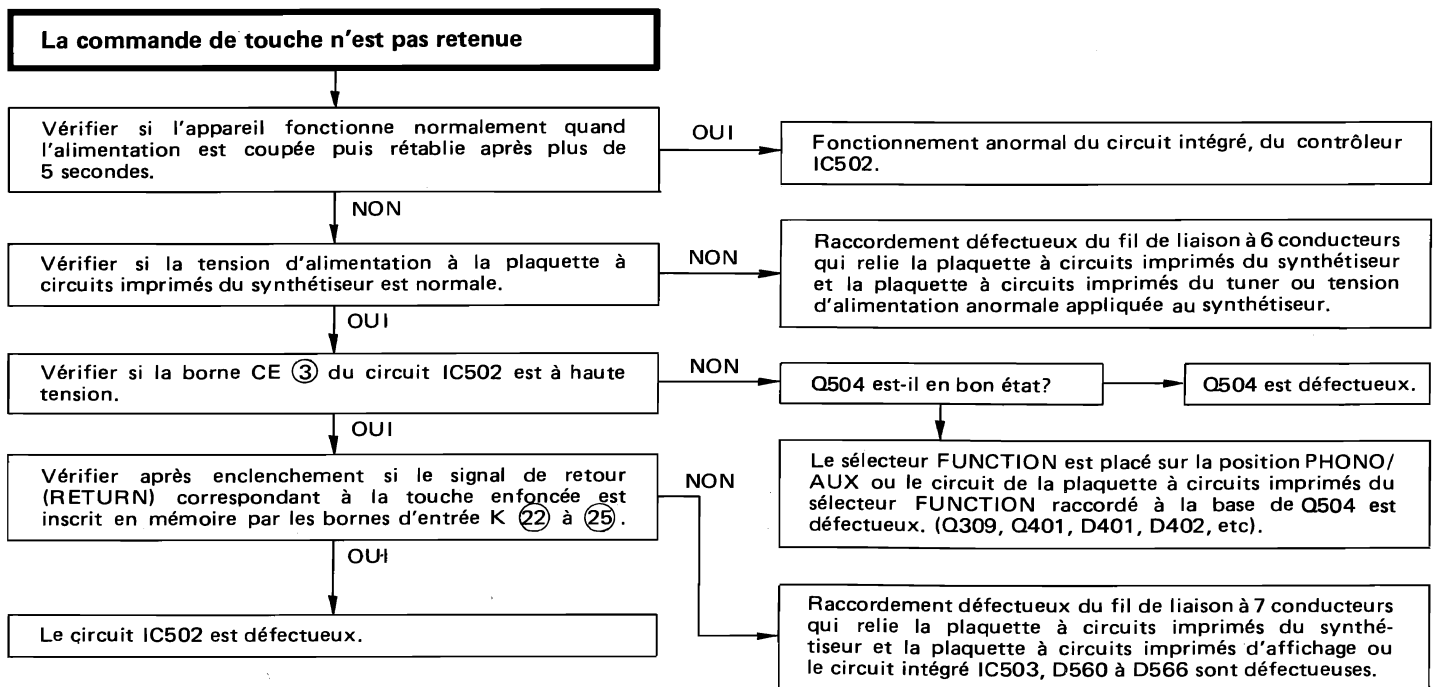 La commande de touche n'est pas retenue
Vérifier si l'appareil fonctionne normalement quand
l'alimentation est coupée puis rétablie après plus de
5 secondes.
OUI
Fonctionnement anormal du circuit intégré, du contrôleur
IC502.
NON
Vérifier si la tension d'alimentation à la plaquette à
circuits imprimés du synthétiseur est normale.
NON
Raccordement défectueux du fil de liaison à 6 conducteurs
qui relie la plaquette à circuits imprimés du synthétiseur
et la plaquette à circuits imprimés du tuner ou tension
d'alimentation anormale appliquée au synthétiseur.
OUI
Vérifier si la borne CE ③ du circuit IC502 est à haute
tension.
NON
Q504 est-il en bon état?
Q504 est défectueux.
OUI
Vérifier après enclenchement si le signal de retour
(RETURN) correspondant à la touche enfoncée est
inscrit en mémoire par les bornes d'entrée K ㉒ à ㉕.
NON
Le sélecteur FUNCTION est placé sur la position PHONO/
AUX ou le circuit de la plaquette à circuits imprimés du
sélecteur FUNCTION raccordé à la base de Q504 est
défectueux. (Q309, Q401, D401, D402, etc).
OUI
Le circuit IC502 est défectueux.
Raccordement défectueux du fil de liaison à 7 conducteurs
qui relie la plaquette à circuits imprimés du synthé-
tiseur et la plaquette à circuits imprimés d'affichage ou
le circuit intégré IC503, D560 à D566 sont défectueuses.